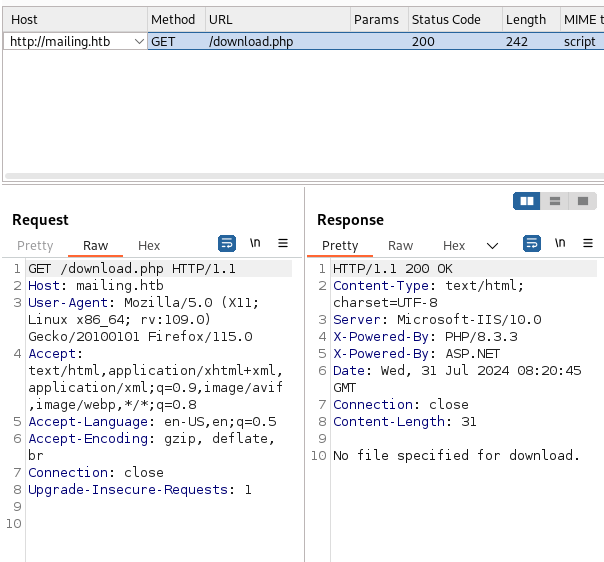 Host Method URL Params Status Code Length MIME t
http://mailing.htb GET /download.php 200 242 script
Request
Pretty Raw Hex \n
1 GET /download.php HTTP/1.1
2 Host: mailing.htb
3 User-Agent: Mozilla/5.0 (X11;
Linux x86_64; rv:109.0)
Gecko/20100101 Firefox/115.0
4 Accept:
text/html,application/xhtml+xml,
application/xml;q=0.9,image/avif
,image/webp,*/*;q=0.8
5 Accept-Language: en-US,en;q=0.5
6 Accept-Encoding: gzip, deflate,
br
7 Connection: close
8 Upgrade-Insecure-Requests: 1
9
10
Response
Pretty Raw Hex \n
1 HTTP/1.1 200 OK
2 Content-Type: text/html;
charset=UTF-8
3 Server: Microsoft-IIS/10.0
4 X-Powered-By: PHP/8.3.3
5 X-Powered-By: ASP.NET
6 Date: Wed, 31 Jul 2024 08:20:45
GMT
7 Connection: close
8 Content-Length: 31
9
10 No file specified for download.